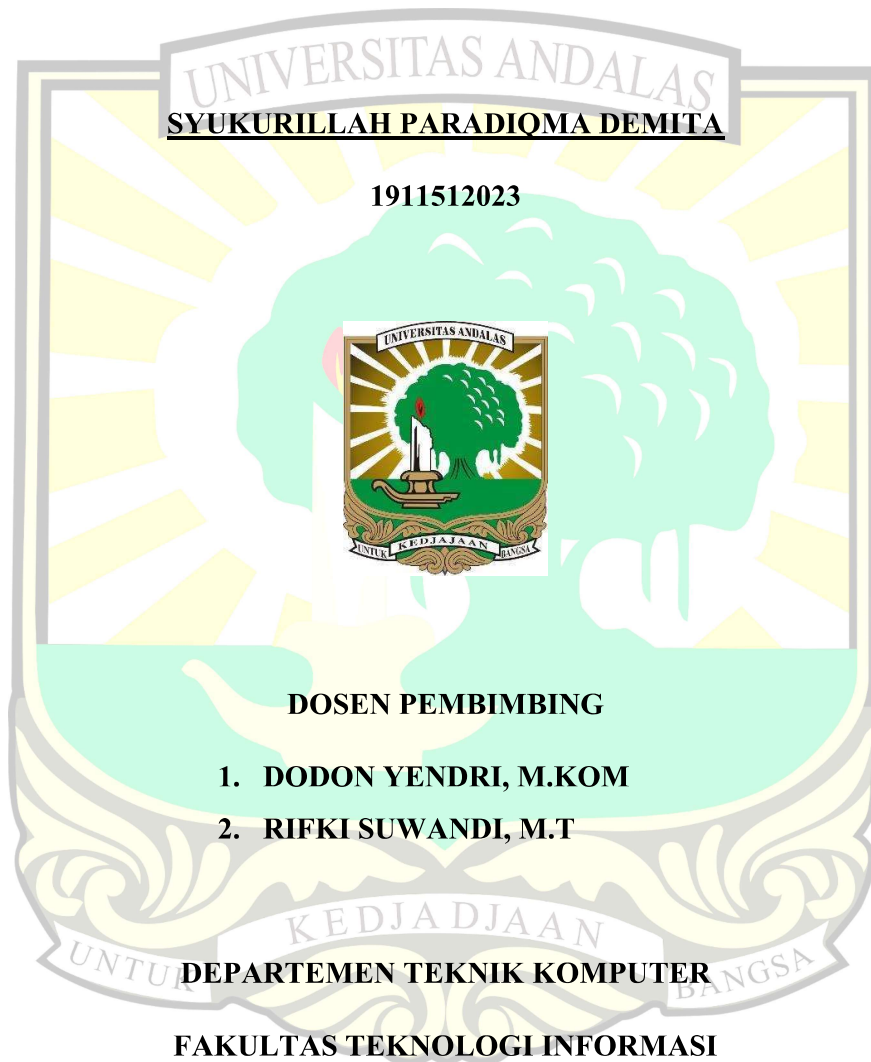 UNIVERSITAS ANDALAS
SYUKURILLAH PARADIQMA DEMITA
1911512023
UNIVERSITAS ANDALAS
UNTUK KEDJAJAAN BANGSA
DOSEN PEMBIMBING
1. DODON YENDRI, M.KOM
2. RIFKI SUWANDI, M.T
KEDJADJAAN
UNTUK BANGSA
DEPARTEMEN TEKNIK KOMPUTER
FAKULTAS TEKNOLOGI INFORMASI